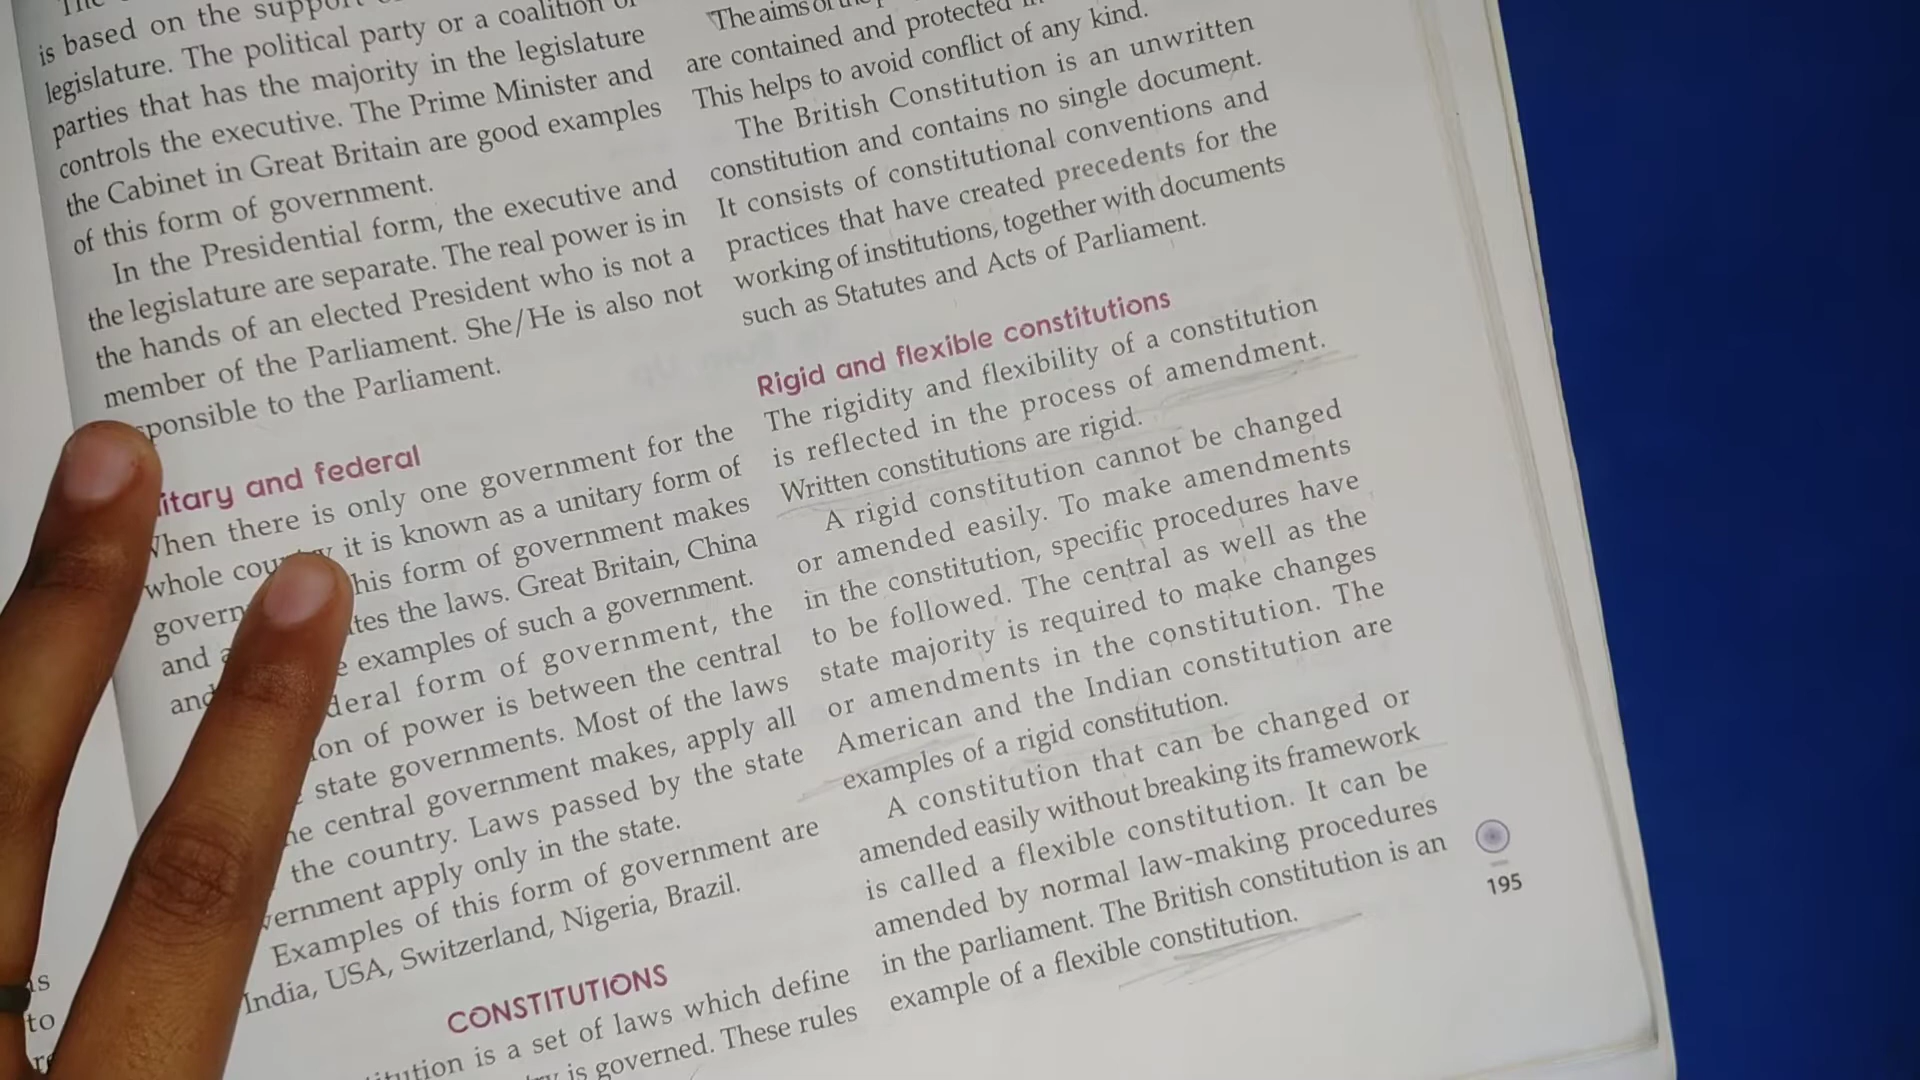 is based on the support
legislature. The political party or a coalition
parties that has the majority in the legislature
controls the executive. The Prime Minister and
the Cabinet in Great Britain are good examples
of this form of government.
In the Presidential form, the executive and
the legislature are separate. The real power is in
the hands of an elected President who is not a
member of the Parliament. She/He is also not
sponsible to the Parliament.
itary and federal
When there is only one government for the
whole country it is known as a unitary form of
govern his form of government makes
and tes the laws. Great Britain, China
and examples of such a government.
deral form of government, the
ion of power is between the central
state governments. Most of the laws
he central government makes, apply all
the country. Laws passed by the state
vernment apply only in the state.
Examples of this form of government are
India, USA, Switzerland, Nigeria, Brazil.
CONSTITUTIONS
titution is a set of laws which define
is governed. These rules
The aims of the
are contained and protected
This helps to avoid conflict of any kind.
The British Constitution is an unwritten
constitution and contains no single document.
It consists of constitutional conventions and
practices that have created precedents for the
working of institutions, together with documents
such as Statutes and Acts of Parliament.
Rigid and flexible constitutions
The rigidity and flexibility of a constitution
is reflected in the process of amendment.
Written constitutions are rigid.
A rigid constitution cannot be changed
or amended easily. To make amendments
in the constitution, specific procedures have
to be followed. The central as well as the
state majority is required to make changes
or amendments in the constitution. The
American and the Indian constitution are
examples of a rigid constitution.
A constitution that can be changed or
amended easily without breaking its framework
is called a flexible constitution. It can be
amended by normal law-making procedures
in the parliament. The British constitution is an
example of a flexible constitution.
195
is
to